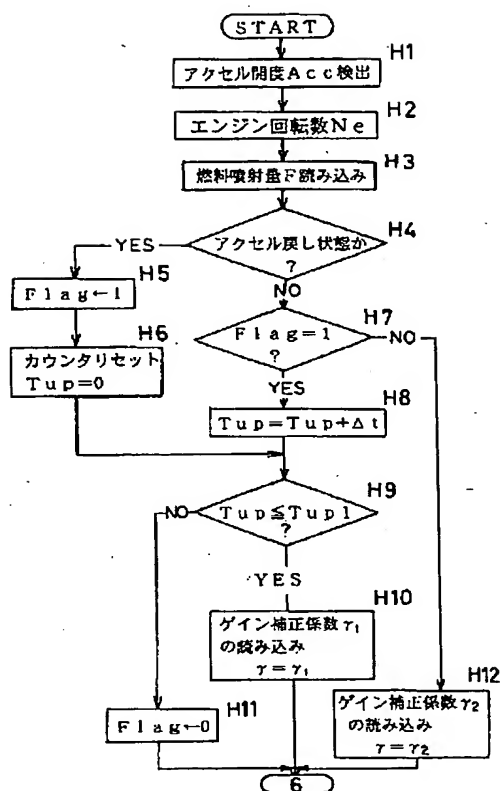 START
H1
アクセル開度Acc検出
H2
エンジン回転数Ne
H3
燃料噴射量F読み込み
H4
アクセル戻し状態か
?
YES
NO
H5
Flag←1
H6
カウンタリセット
Tup=0
H7
Flag=1
?
NO
YES
H8
Tup=Tup+Δt
H9
Tup≦Tup1
?
NO
YES
H10
ゲイン補正係数γ₁
の読み込み
γ=γ₁
H11
Flag←0
H12
ゲイン補正係数γ₂
の読み込み
γ=γ₂
6